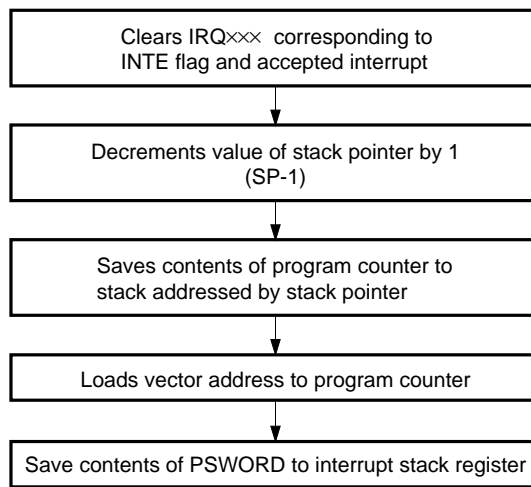 Clears IRQ××× corresponding to
INTE flag and accepted interrupt
Decrements value of stack pointer by 1
(SP-1)
Saves contents of program counter to
stack addressed by stack pointer
Loads vector address to program counter
Save contents of PSWORD to interrupt stack register